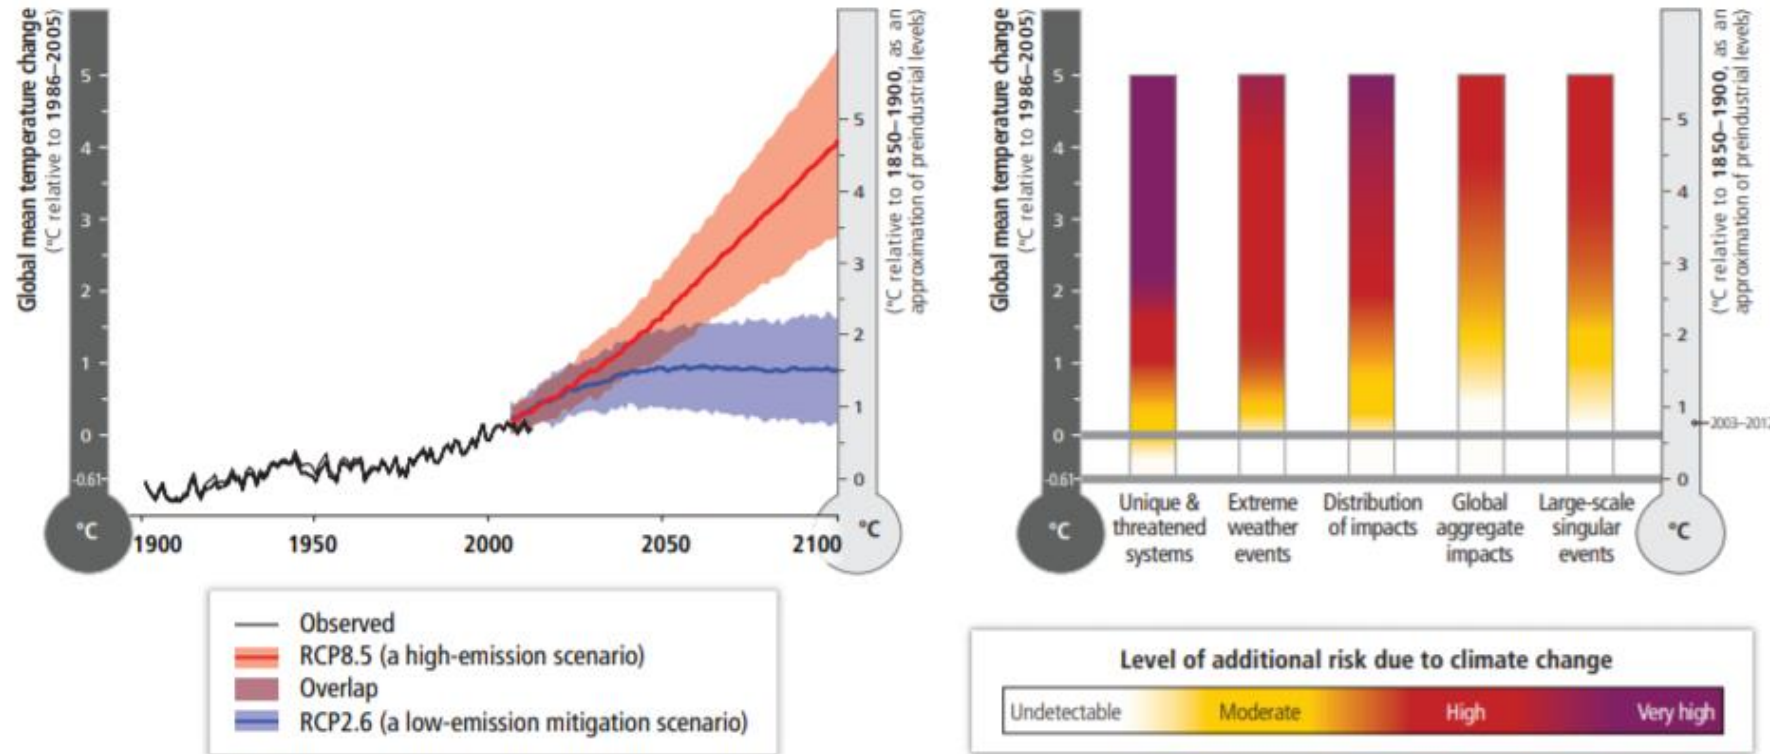 Global mean temperature change
(°C relative to 1986–2005)
5
4
3
2
1
0
-0.61
°C
5
4
3
2
1
0
°C
(°C relative to 1850–1900, as an
approximation of preindustrial levels)
1900
1950
2000
2050
2100
Observed
RCP8.5 (a high-emission scenario)
Overlap
RCP2.6 (a low-emission mitigation scenario)
Global mean temperature change
(°C relative to 1986–2005)
5
4
3
2
1
0
-0.61
°C
5
4
3
2
1
0
°C
(°C relative to 1850–1900, as an
approximation of preindustrial levels)
2003–2012
Unique &
threatened
systems
Extreme
weather
events
Distribution
of impacts
Global
aggregate
impacts
Large-scale
singular
events
Level of additional risk due to climate change
Undetectable
Moderate
High
Very high